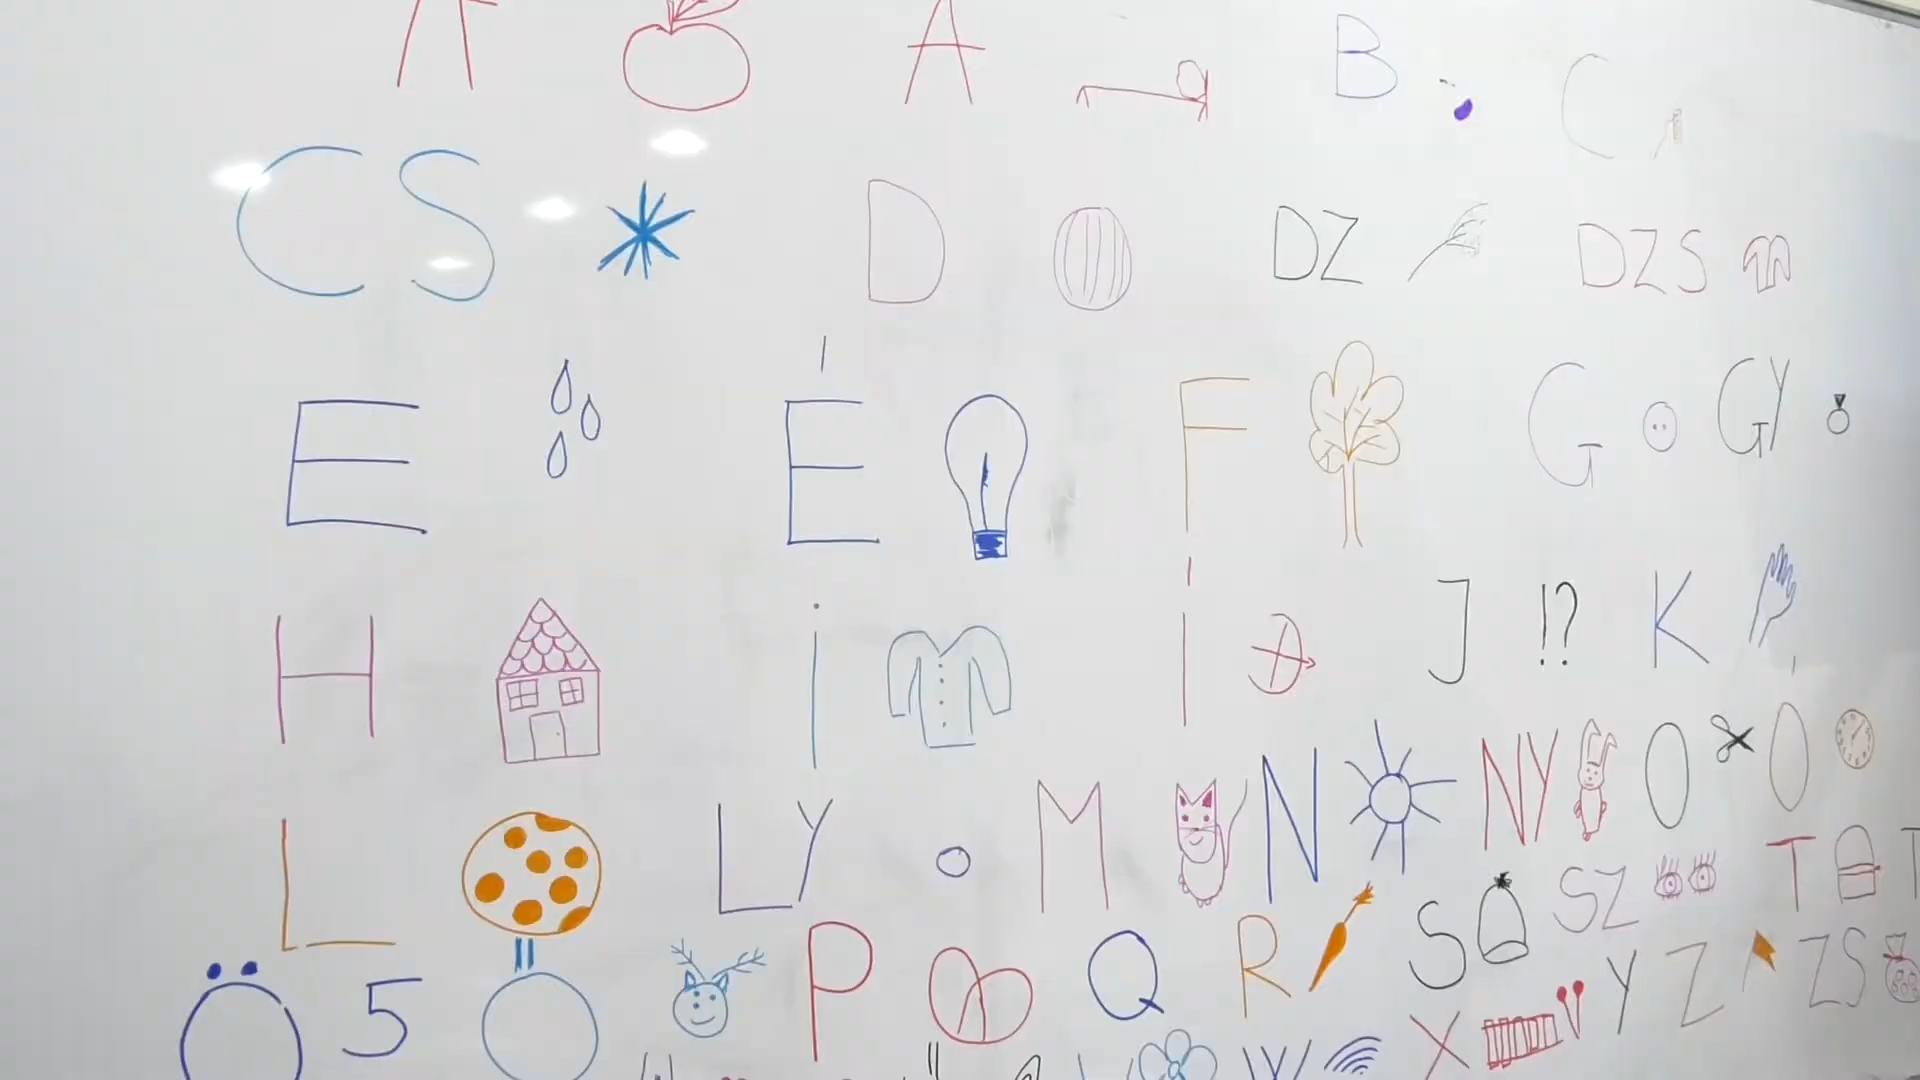 Á A B C
CS D DZ DZS
E É F G GY
H i Í J !? K
L LY M N NY O Ó
Ö 5 Ő P Q R S SZ T
W X Y Z ZS